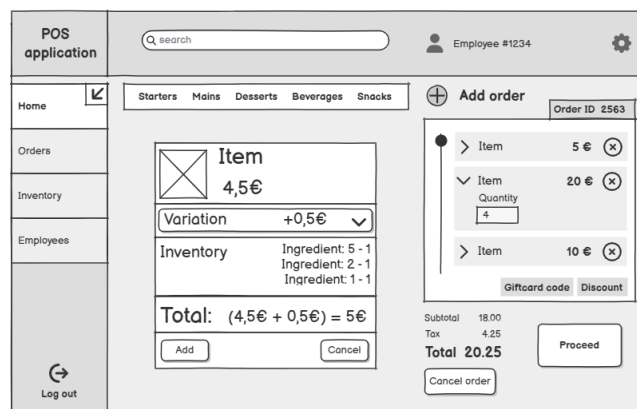 POS
application
search
Employee #1234
Home
Orders
Inventory
Employees
Log out
Starters Mains Desserts Beverages Snacks
Item
4,5€
Variation +0,5€
Inventory Ingredient: 5 - 1
Ingredient: 2 - 1
Ingredient: 1 - 1
Total: (4,5€ + 0,5€) = 5€
Add Cancel
Add order
Order ID 2563
Item 5 €
Item 20 €
Quantity
4
Item 10 €
Giftcard code Discount
Subtotal 18.00
Tax 4.25
Total 20.25
Proceed
Cancel order